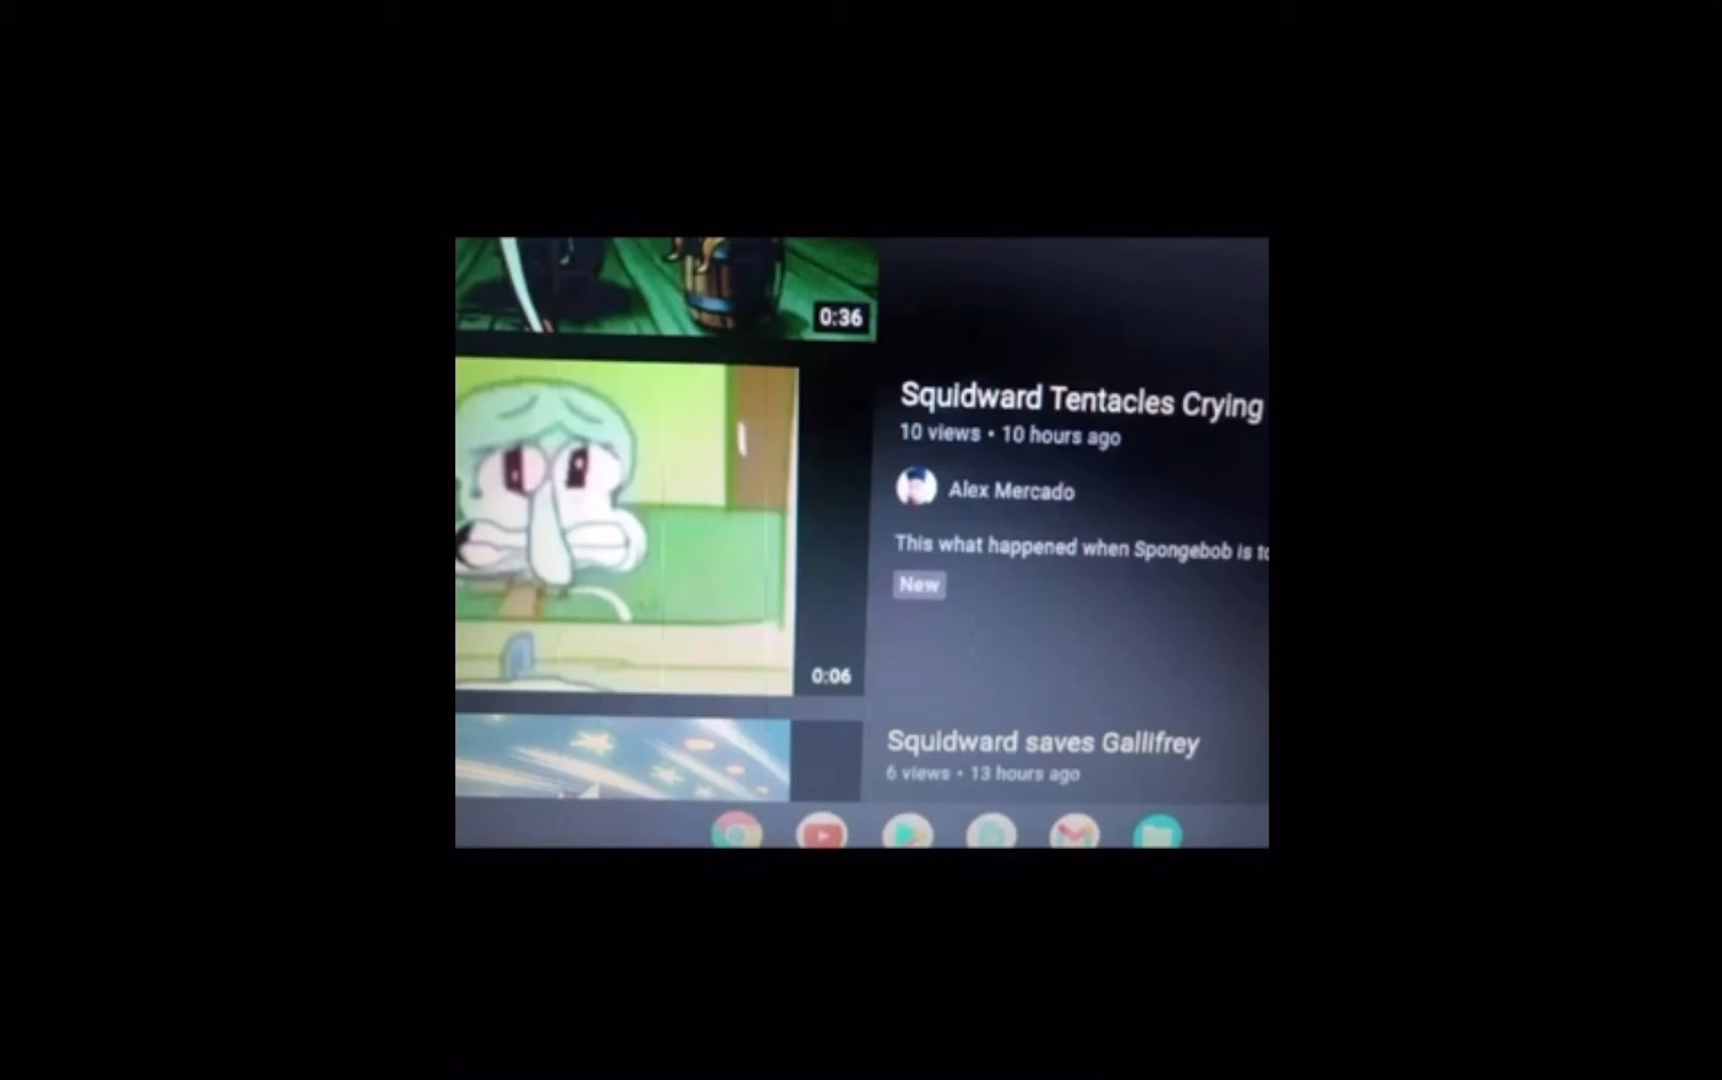 0:36
Squidward Tentacles Crying
10 views • 10 hours ago
Alex Mercado
This what happened when Spongebob is
New
0:06
Squidward saves Gallifrey
6 views • 13 hours ago